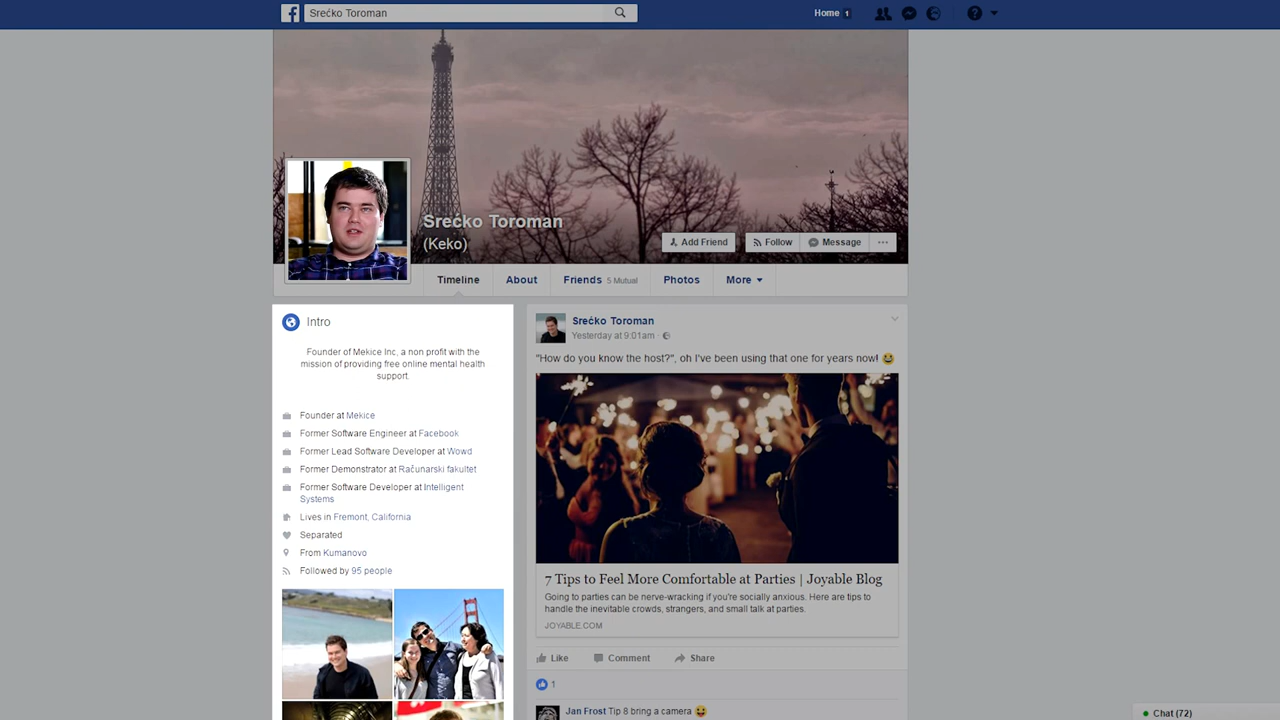 Srećko Toroman
Home 1
Srećko Toroman
(Keko)
Add Friend
Follow
Message
Timeline
About
Friends 5 Mutual
Photos
More
Intro
Founder of Mekice Inc, a non profit with the
mission of providing free online mental health
support.
Founder at Mekice
Former Software Engineer at Facebook
Former Lead Software Developer at Wowd
Former Demonstrator at Računarski fakultet
Former Software Developer at Intelligent
Systems
Lives in Fremont, California
Separated
From Kumanovo
Followed by 95 people
Srećko Toroman
Yesterday at 9:01am ·
"How do you know the host?", oh I've been using that one for years now!
7 Tips to Feel More Comfortable at Parties | Joyable Blog
Going to parties can be nerve-wracking if you're socially anxious. Here are tips to
handle the inevitable crowds, strangers, and small talk at parties.
JOYABLE.COM
Like
Comment
Share
1
Jan Frost Tip 8 bring a camera
Chat (72)